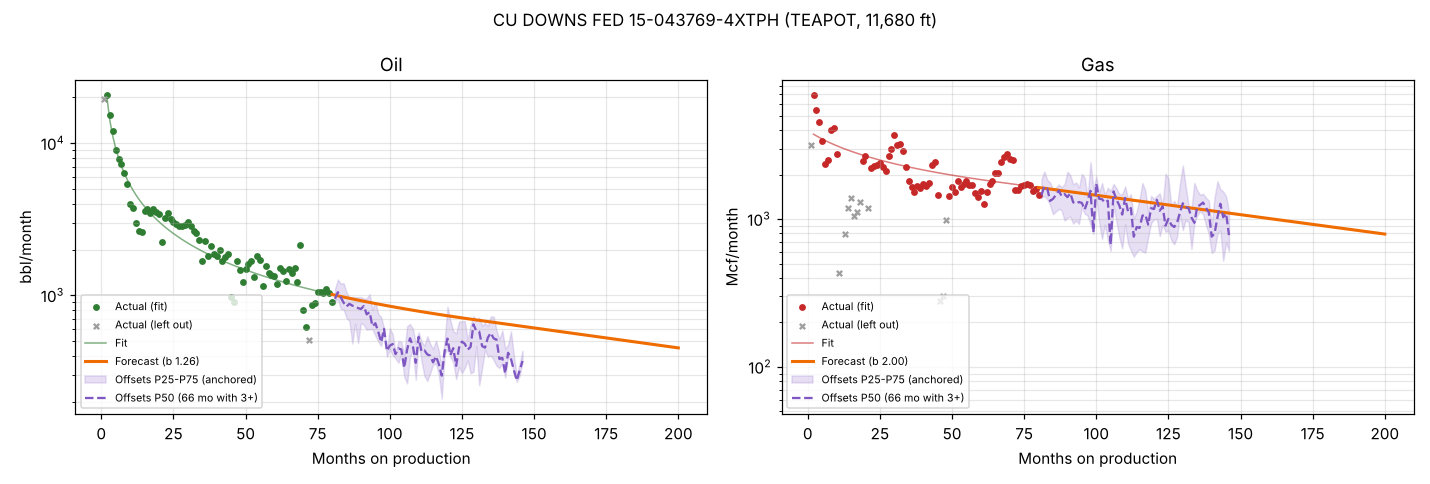 CU DOWNS FED 15-043769-4XTPH (TEAPOT, 11,680 ft)
Oil
bbl/month
10⁴
10³
Actual (fit)
Actual (left out)
Fit
Forecast (b 1.26)
Offsets P25-P75 (anchored)
Offsets P50 (66 mo with 3+)
0 25 50 75 100 125 150 175 200
Months on production
Gas
Mcf/month
10³
10²
Actual (fit)
Actual (left out)
Fit
Forecast (b 2.00)
Offsets P25-P75 (anchored)
Offsets P50 (66 mo with 3+)
0 25 50 75 100 125 150 175 200
Months on production